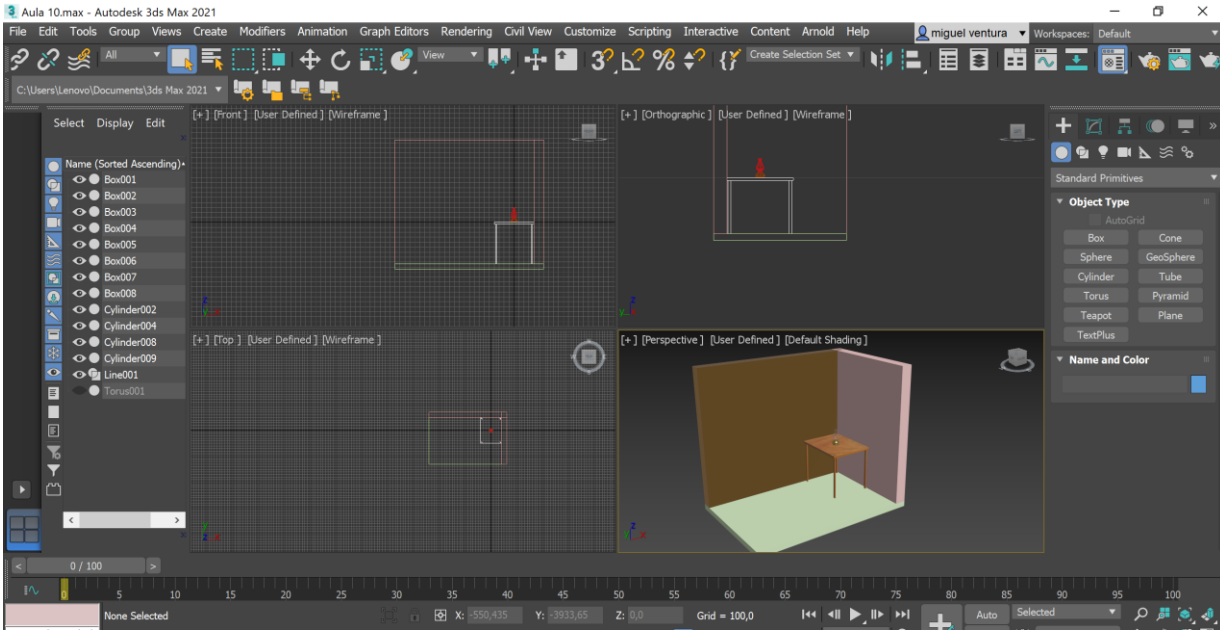 3 Aula 10.max - Autodesk 3ds Max 2021
File Edit Tools Group Views Create Modifiers Animation Graph Editors Rendering Civil View Customize Scripting Interactive Content Arnold Help miguel ventura Workspaces: Default
All View Create Selection Set
C:\Users\Lenovo\Documents\3ds Max 2021
Select Display Edit
Name (Sorted Ascending)
Box001
Box002
Box003
Box004
Box005
Box006
Box007
Box008
Cylinder002
Cylinder004
Cylinder008
Cylinder009
Line001
Torus001
[+] [Front] [User Defined] [Wireframe]
[+] [Orthographic] [User Defined] [Wireframe]
[+] [Top] [User Defined] [Wireframe]
[+] [Perspective] [User Defined] [Default Shading]
Standard Primitives
Object Type
AutoGrid
Box Cone
Sphere GeoSphere
Cylinder Tube
Torus Pyramid
Teapot Plane
TextPlus
Name and Color
< 0 / 100 >
0 5 10 15 20 25 30 35 40 45 50 55 60 65 70 75 80 85 90 95 100
None Selected X: -550,435 Y: -3933,65 Z: 0,0 Grid = 100,0 Auto Selected